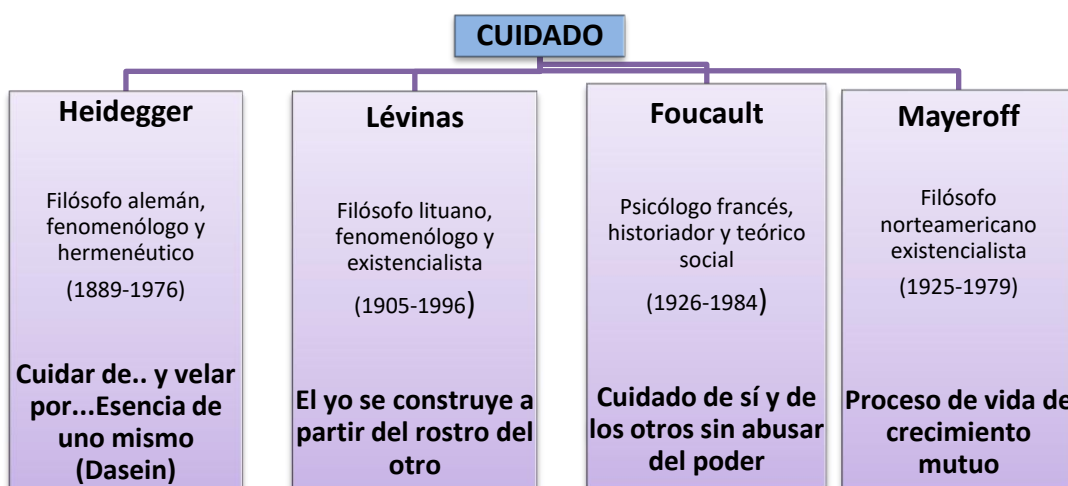 CUIDADO
Heidegger
Filósofo alemán,
fenomenólogo y
hermenéutico
(1889-1976)
Cuidar de.. y velar
por...Esencia de
uno mismo
(Dasein)
Lévinas
Filósofo lituano,
fenomenólogo y
existencialista
(1905-1996)
El yo se construye a
partir del rostro del
otro
Foucault
Psicólogo francés,
historiador y teórico
social
(1926-1984)
Cuidado de sí y de
los otros sin abusar
del poder
Mayeroff
Filósofo
norteamericano
existencialista
(1925-1979)
Proceso de vida de
crecimiento
mutuo